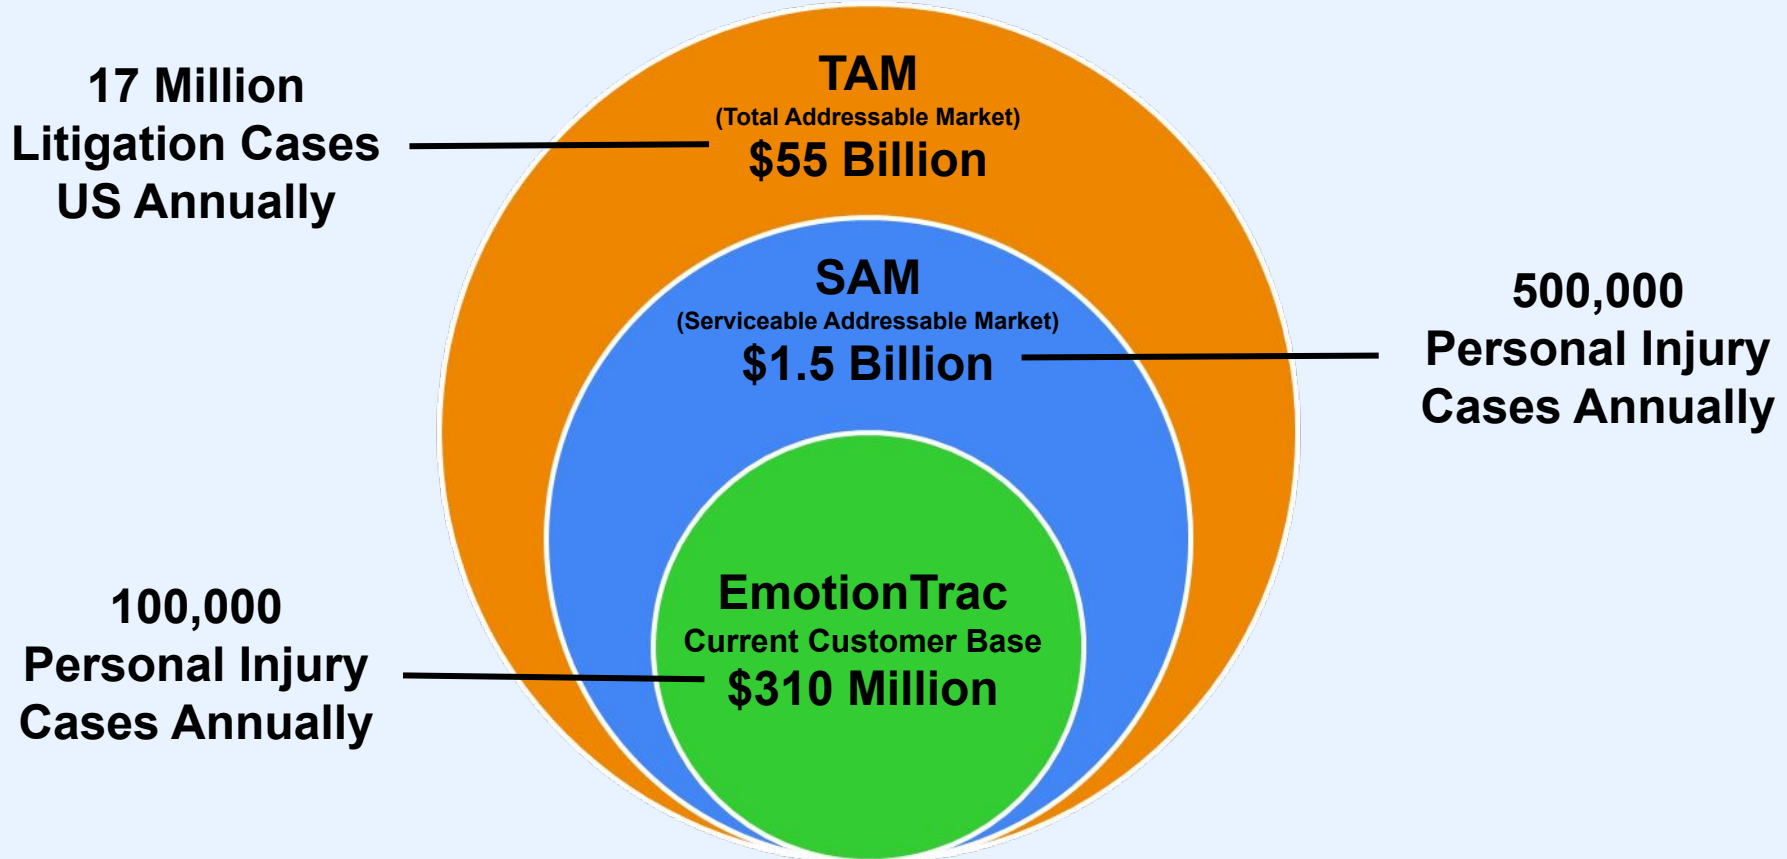 17 Million
Litigation Cases
US Annually
TAM
(Total Addressable Market)
$55 Billion
SAM
(Serviceable Addressable Market)
$1.5 Billion
500,000
Personal Injury
Cases Annually
100,000
Personal Injury
Cases Annually
EmotionTrac
Current Customer Base
$310 Million